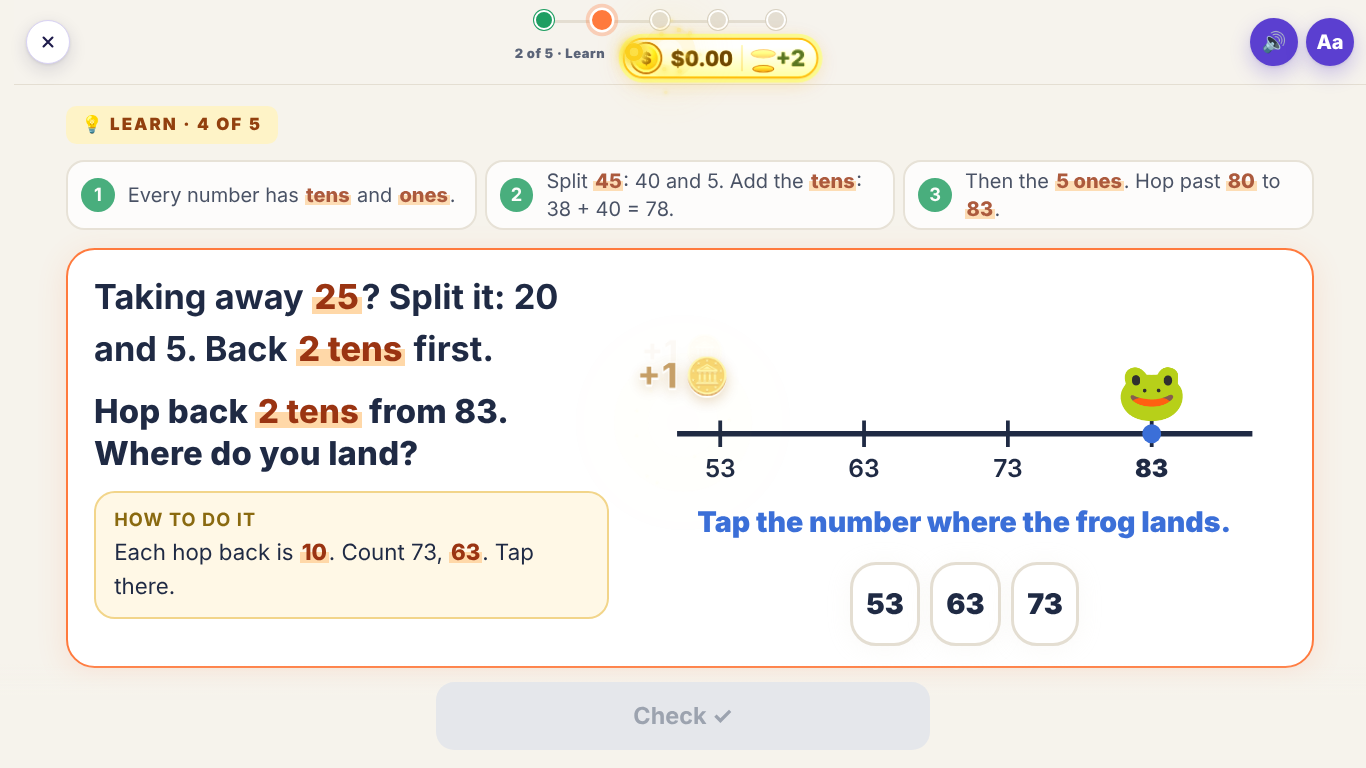 2 of 5 · Learn
$0.00
+2
Aa
LEARN · 4 OF 5
1
Every number has tens and ones.
2
Split 45: 40 and 5. Add the tens:
38 + 40 = 78.
3
Then the 5 ones. Hop past 80 to
83.
Taking away 25? Split it: 20
and 5. Back 2 tens first.
Hop back 2 tens from 83.
Where do you land?
HOW TO DO IT
Each hop back is 10. Count 73, 63. Tap
there.
+1
+1
53 63 73 83
Tap the number where the frog lands.
53 63 73
Check ✓